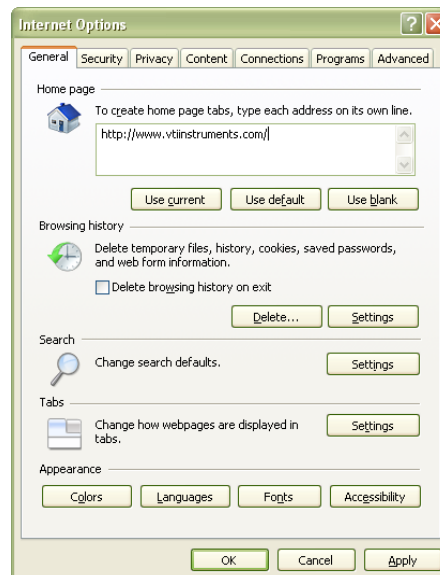 Internet Options
General Security Privacy Content Connections Programs Advanced
Home page
To create home page tabs, type each address on its own line.
http://www.vtiinstruments.com/
Use current Use default Use blank
Browsing history
Delete temporary files, history, cookies, saved passwords,
and web form information.
Delete browsing history on exit
Delete... Settings
Search
Change search defaults. Settings
Tabs
Change how webpages are displayed in
tabs. Settings
Appearance
Colors Languages Fonts Accessibility
OK Cancel Apply